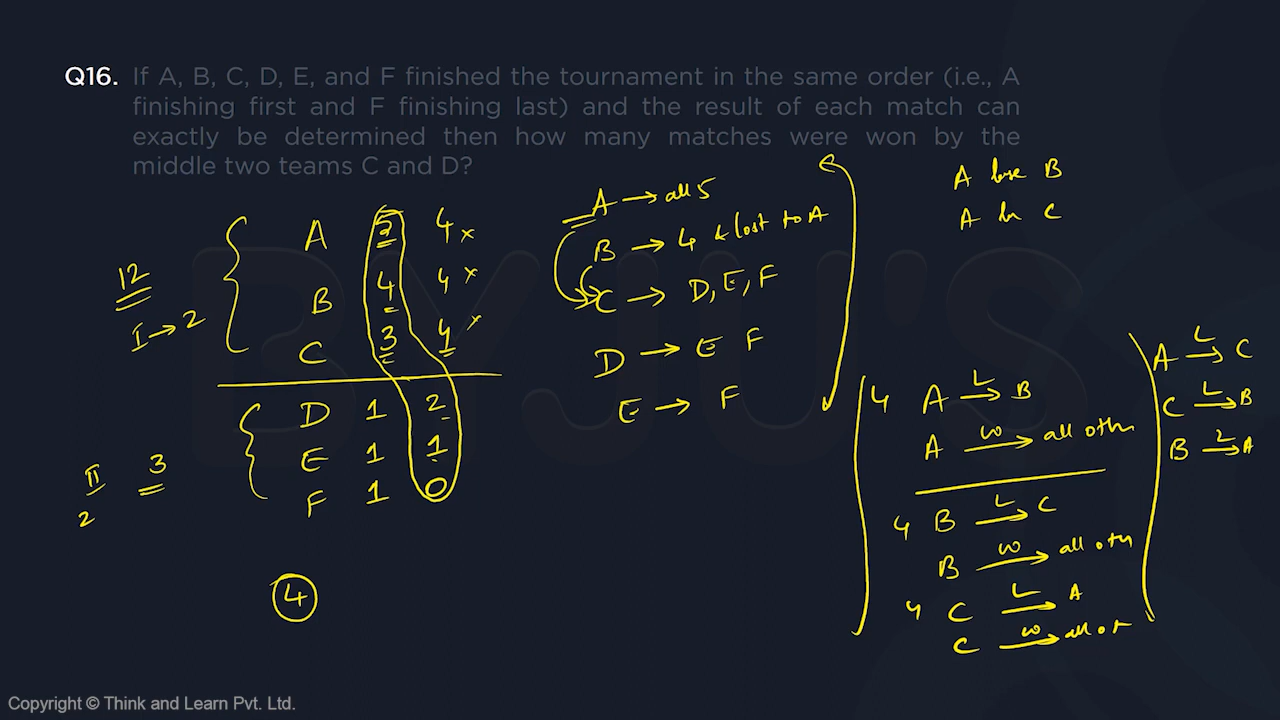 Q16. If A, B, C, D, E, and F finished the tournament in the same order (i.e., A
finishing first and F finishing last) and the result of each match can
exactly be determined then how many matches were won by the
middle two teams C and D?
A 4 x
B 4 4 x
C 3 4 x
12
I → 2
D 1 2
E 1 1
F 1 0
II 3
2
4
A → all 5
B → 4 & lost to A
C → D, E, F
D → E F
E → F
A lose B
A C
4 A L→ B
A W→ all other
4 B L→ C
B W→ all oth
4 C L→ A
C W→ all ot
A L→ C
C L→ B
B L→ A
BYJU'S
Copyright © Think and Learn Pvt. Ltd.